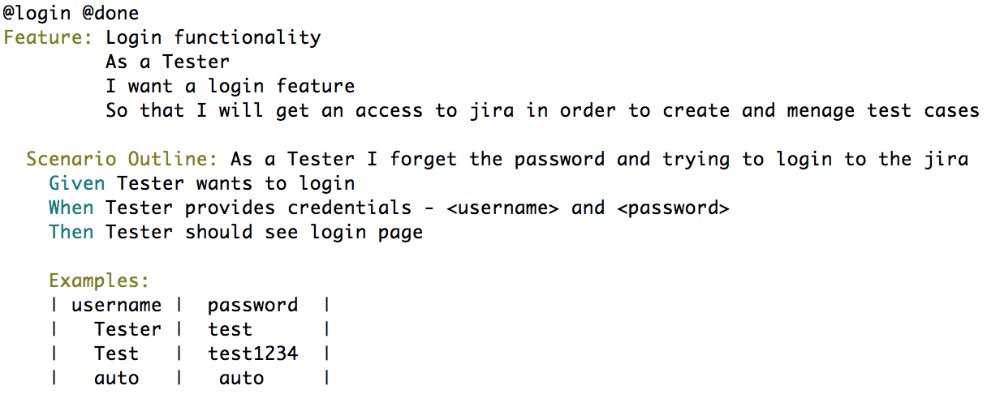 @login @done
Feature: Login functionality
As a Tester
I want a login feature
So that I will get an access to jira in order to create and menage test cases
Scenario Outline: As a Tester I forget the password and trying to login to the jira
Given Tester wants to login
When Tester provides credentials - <username> and <password>
Then Tester should see login page
Examples:
| username | password |
| Tester | test |
| Test | test1234 |
| auto | auto |